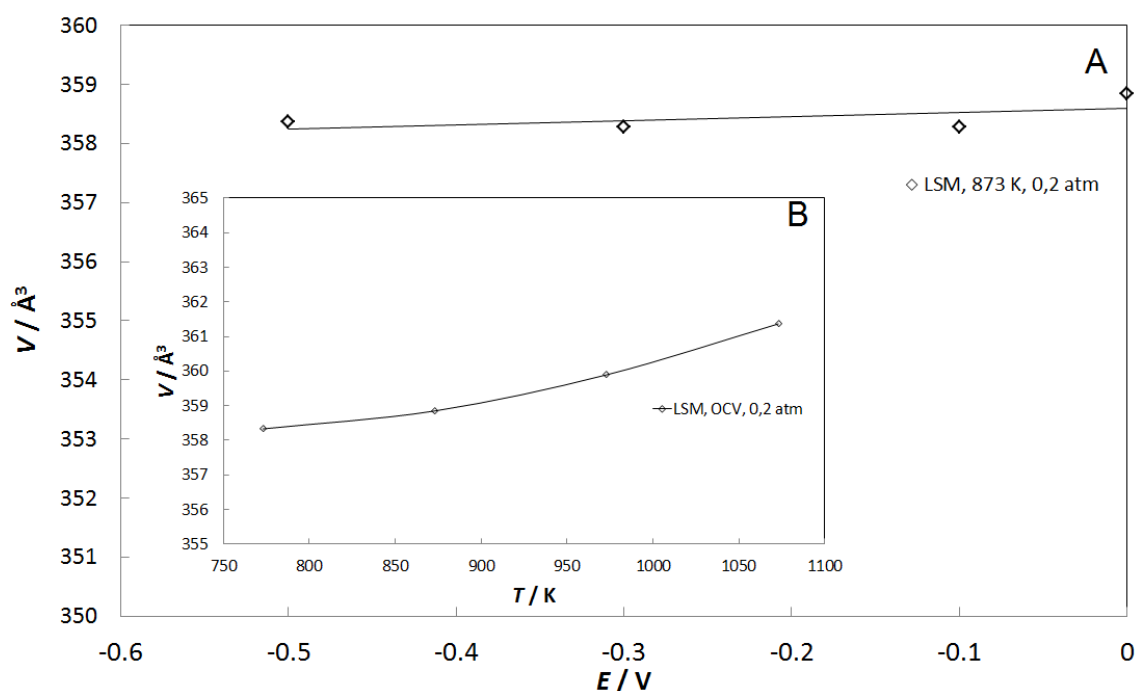 360
359
358
357
356
355
354
353
352
351
350
V / Å³
A
LSM, 873 K, 0,2 atm
365
364
363
362
361
360
359
358
357
356
355
V / Å³
B
LSM, OCV, 0,2 atm
750 800 850 900 950 1000 1050 1100
T / K
-0.6 -0.5 -0.4 -0.3 -0.2 -0.1 0
E / V